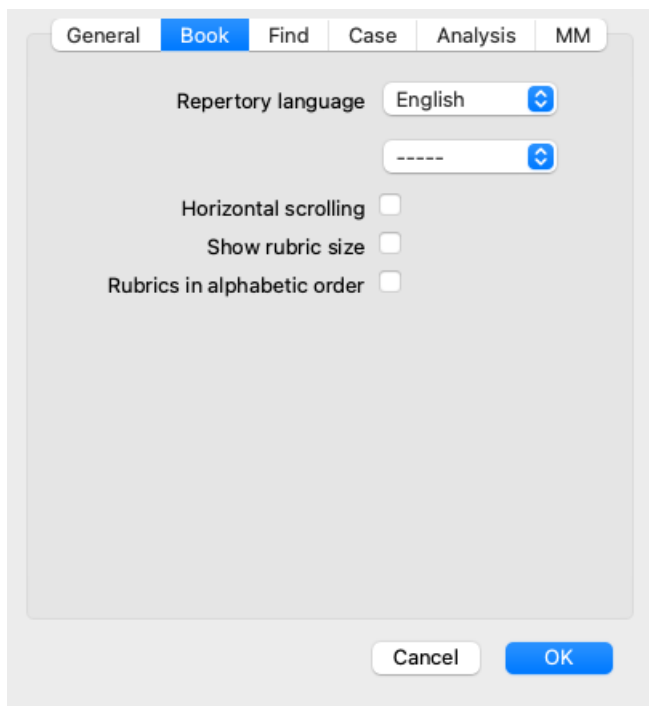 General Book Find Case Analysis MM
Repertory language English
-----
Horizontal scrolling
Show rubric size
Rubrics in alphabetic order
Cancel OK